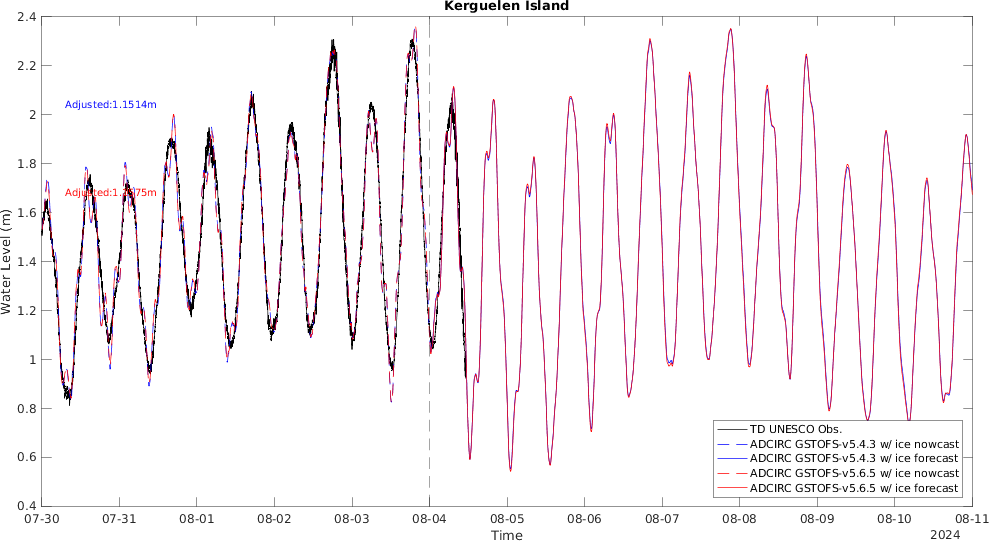 Kerguelen Island
2.4
2.2
2
1.8
1.6
1.4
1.2
1
0.8
0.6
0.4
Water Level (m)
Adjusted:1.1514m
07-30
07-31
08-01
08-02
08-03
08-04
08-05
08-06
08-07
08-08
08-09
08-10
08-11
Time
2024
TD UNESCO Obs.
ADCIRC GSTOFS-v5.4.3 w/ ice nowcast
ADCIRC GSTOFS-v5.4.3 w/ ice forecast
ADCIRC GSTOFS-v5.6.5 w/ ice nowcast
ADCIRC GSTOFS-v5.6.5 w/ ice forecast